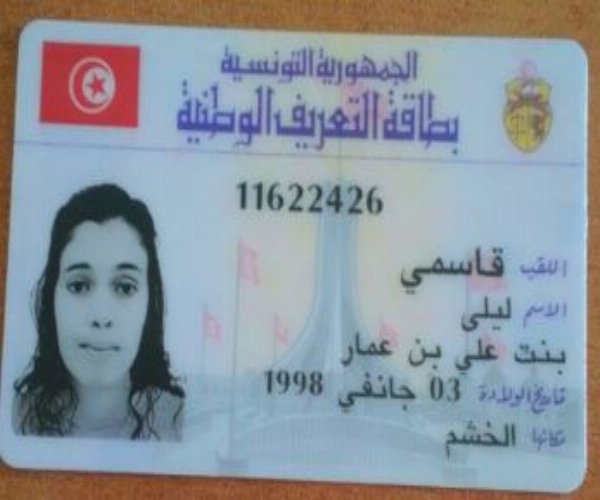 الجمهورية التونسية
بطاقة التعريف الوطنية
11622426
اللقب قاسمي
الاسم ليلى
بنت علي بن عمار
تاريخ الولادة 03 جانفي 1998
مكانها الخشم